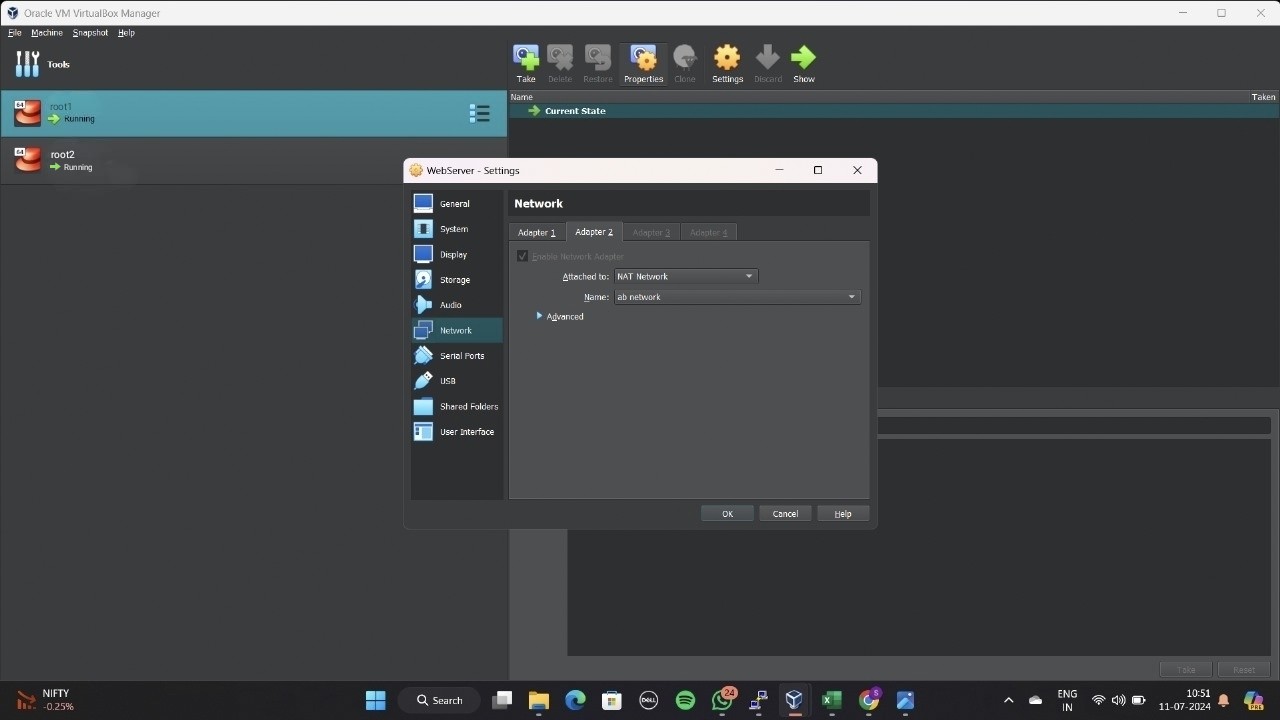 Oracle VM VirtualBox Manager
File Machine Snapshot Help
Tools
Take Delete Restore Properties Clone Settings Discard Show
64
root1
Running
64
root2
Running
Name Taken
Current State
WebServer - Settings
General
System
Display
Storage
Audio
Network
Serial Ports
USB
Shared Folders
User Interface
Network
Adapter 1 Adapter 2 Adapter 3 Adapter 4
Enable Network Adapter
Attached to: NAT Network
Name: ab network
Advanced
OK Cancel Help
Take Reset
NIFTY
-0.25%
Search
DELL
24
S
ENG
IN
10:51
11-07-2024
PRE